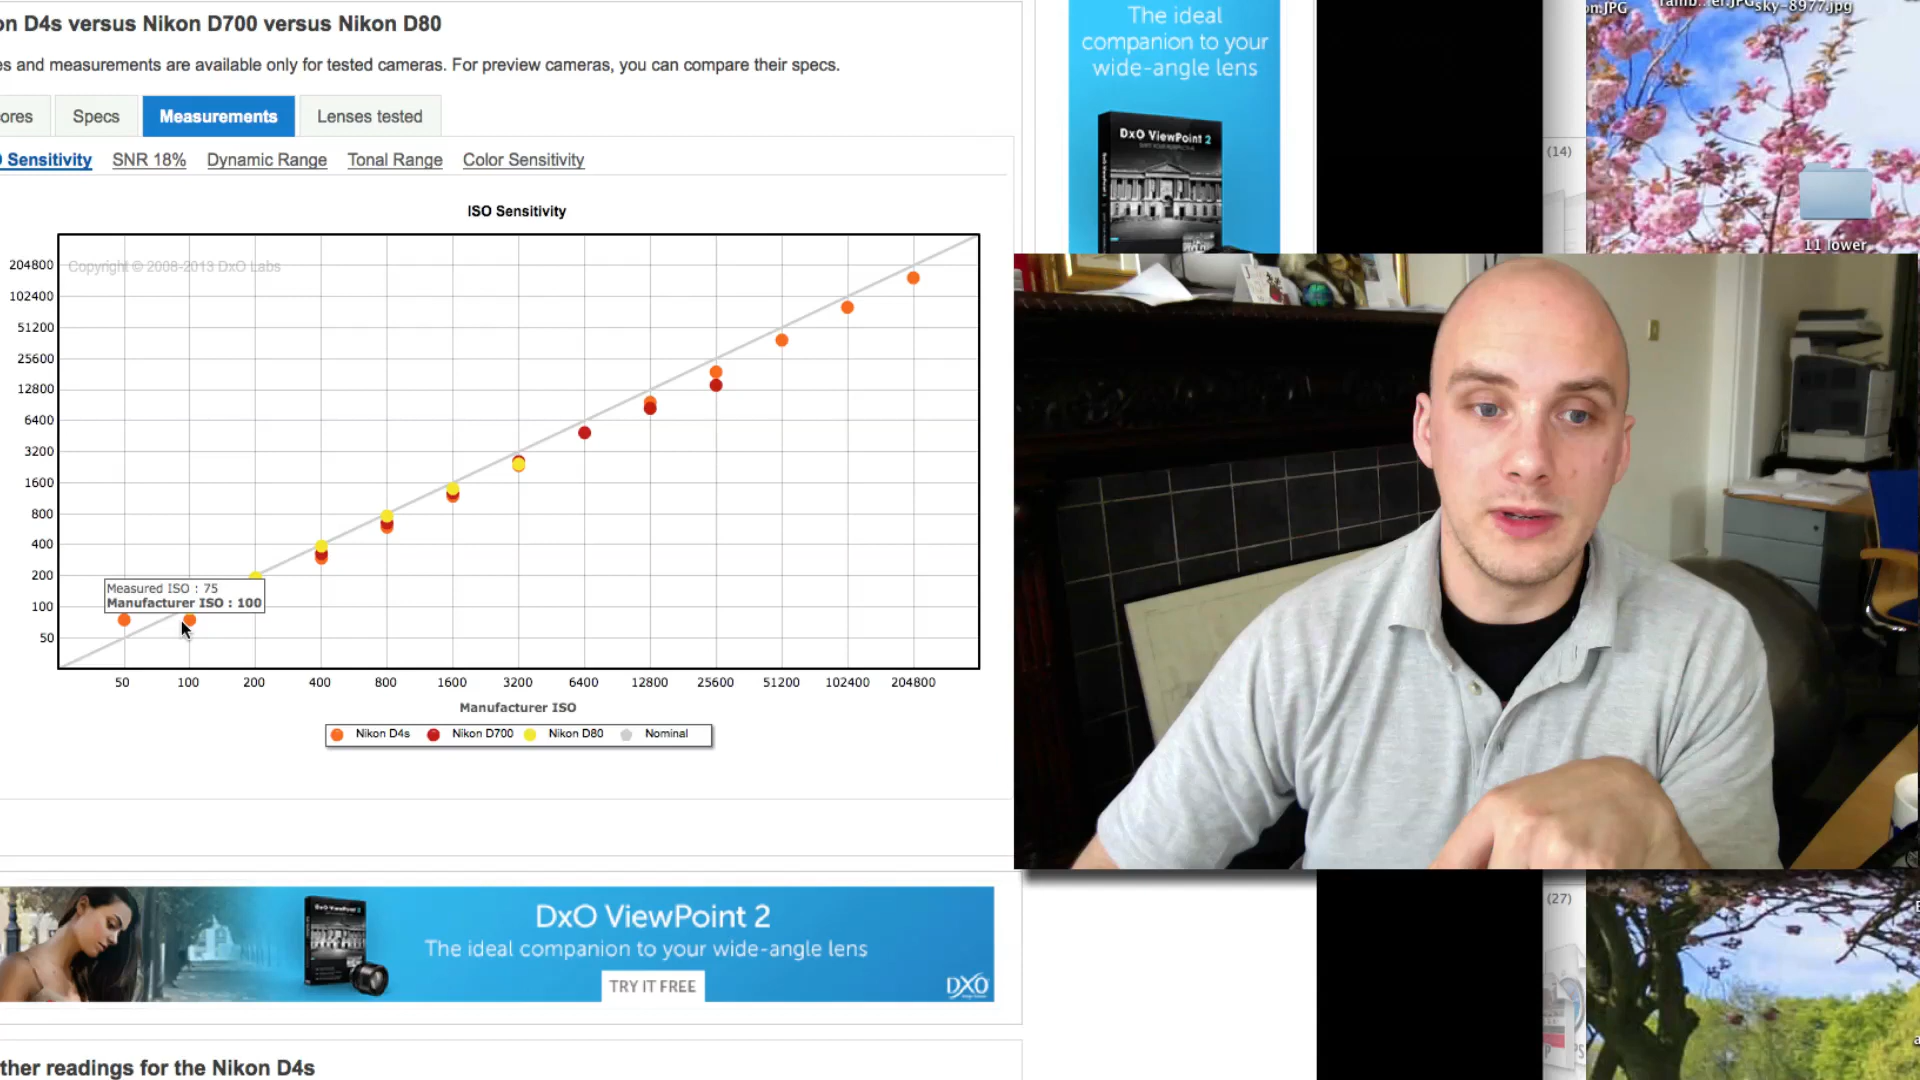 on D4s versus Nikon D700 versus Nikon D80
es and measurements are available only for tested cameras. For preview cameras, you can compare their specs.
ores
Specs
Measurements
Lenses tested
Sensitivity
SNR 18%
Dynamic Range
Tonal Range
Color Sensitivity
ISO Sensitivity
Copyright © 2008-2013 DxO Labs
204800
102400
51200
25600
12800
6400
3200
1600
800
400
200
100
50
Measured ISO : 75
Manufacturer ISO : 100
50
100
200
400
800
1600
3200
6400
12800
25600
51200
102400
204800
Manufacturer ISO
Nikon D4s
Nikon D700
Nikon D80
Nominal
DxO ViewPoint 2
The ideal companion to your wide-angle lens
TRY IT FREE
DXO
ther readings for the Nikon D4s
The ideal
companion to your
wide-angle lens
DxO ViewPoint 2
(14)
on.JPG
sky-8977.jpg
11 lower
(27)